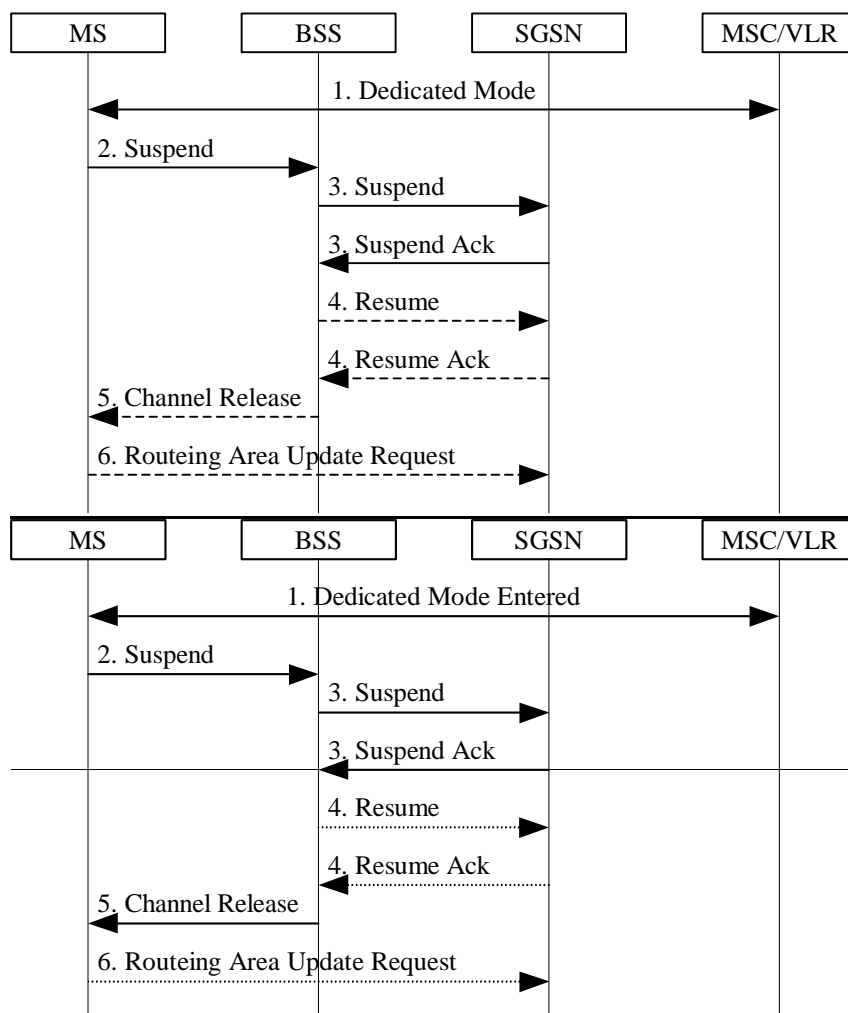 MS BSS SGSN MSC/VLR
1. Dedicated Mode
2. Suspend
3. Suspend
3. Suspend Ack
4. Resume
4. Resume Ack
5. Channel Release
6. Routeing Area Update Request
MS BSS SGSN MSC/VLR
1. Dedicated Mode Entered
2. Suspend
3. Suspend
3. Suspend Ack
4. Resume
4. Resume Ack
5. Channel Release
6. Routeing Area Update Request